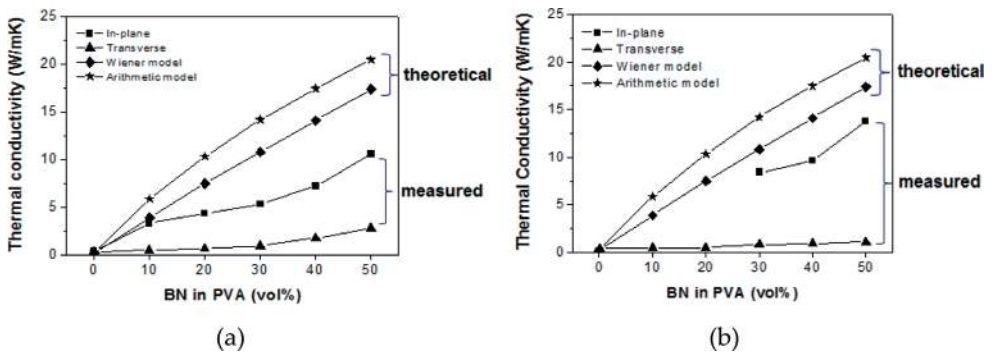 Thermal conductivity (W/mK)
25
20
15
10
5
0
In-plane
Transverse
Wiener model
Arithmetic model
theoretical
measured
0 10 20 30 40 50
BN in PVA (vol%)
(a)
Thermal Conductivity (W/mK)
25
20
15
10
5
0
In-plane
Transverse
Wiener model
Arithmetic model
theoretical
measured
0 10 20 30 40 50
BN in PVA (vol%)
(b)